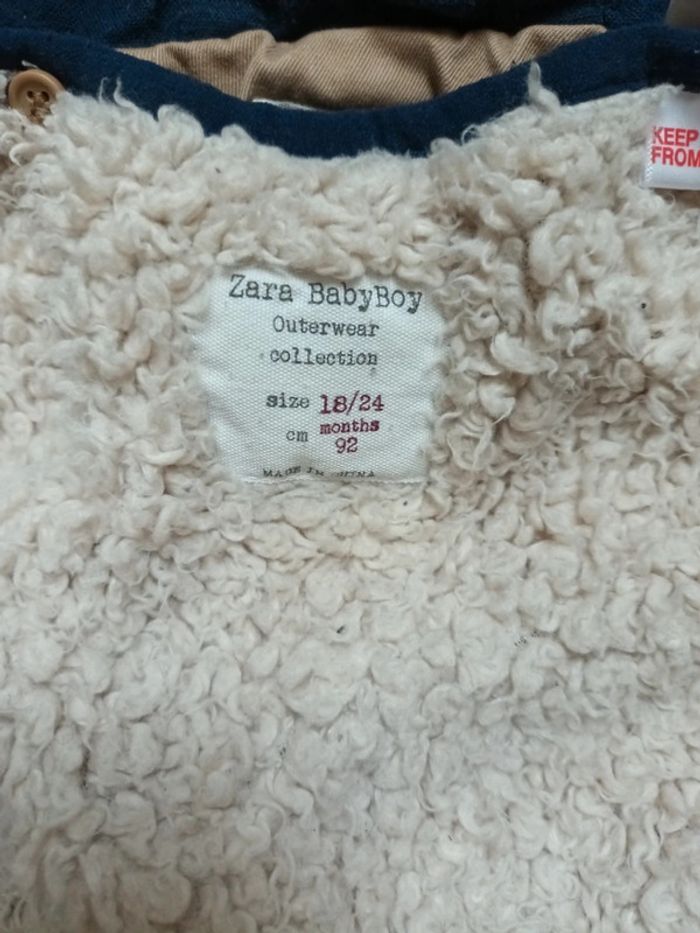 KEEP
FROM
Zara BabyBoy
Outerwear
collection
size 18/24
months
cm 92
MADE IN CHINA